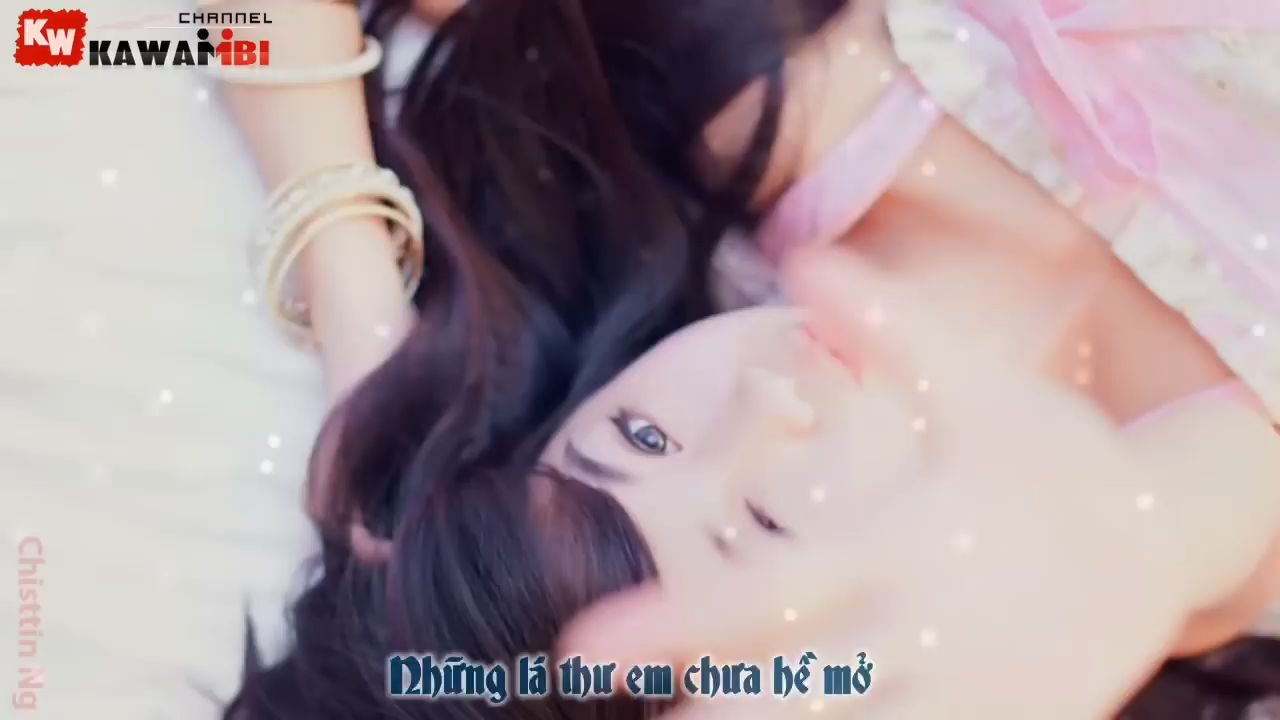 CHANNEL
KW KAWAMBI
Những lá thư em chưa hề mở
Chisttin Ng